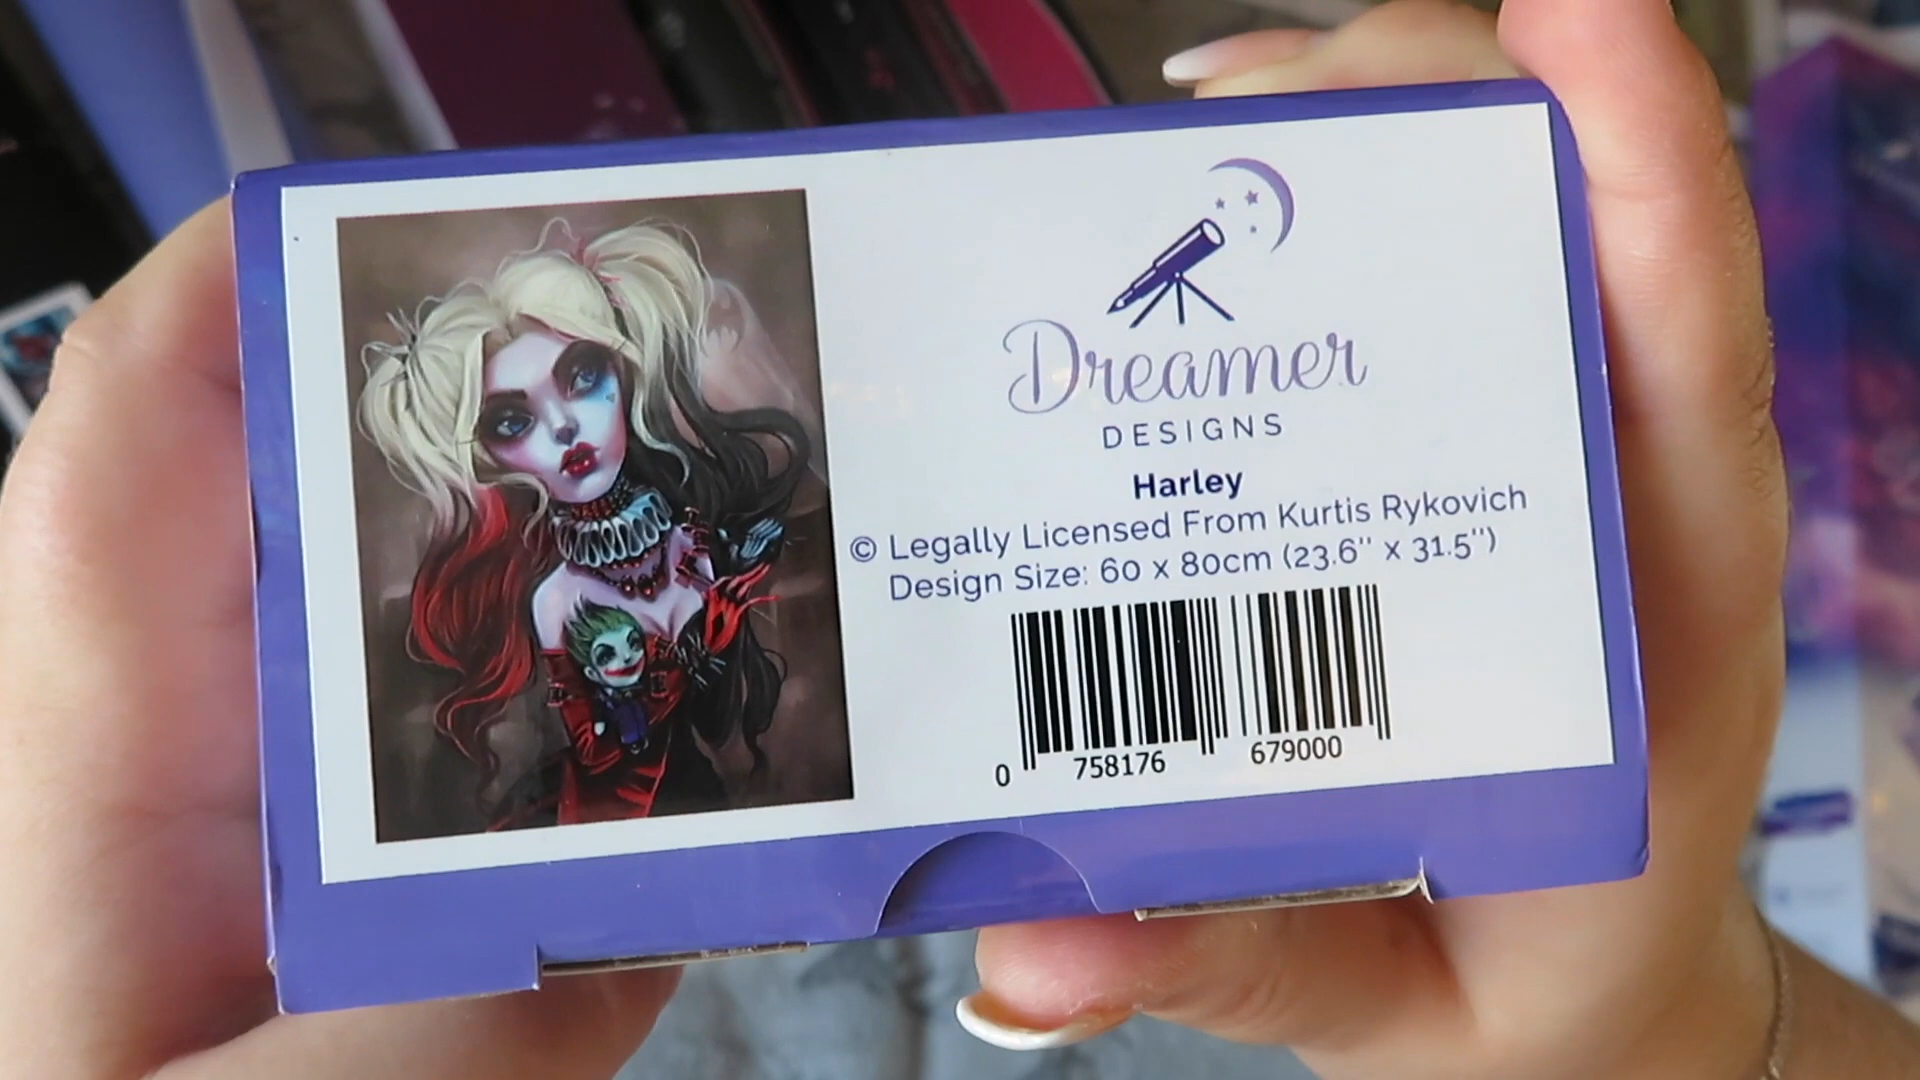 Dreamer
DESIGNS
Harley
© Legally Licensed From Kurtis Rykovich
Design Size: 60 x 80cm (23.6" x 31.5")
0 758176 679000